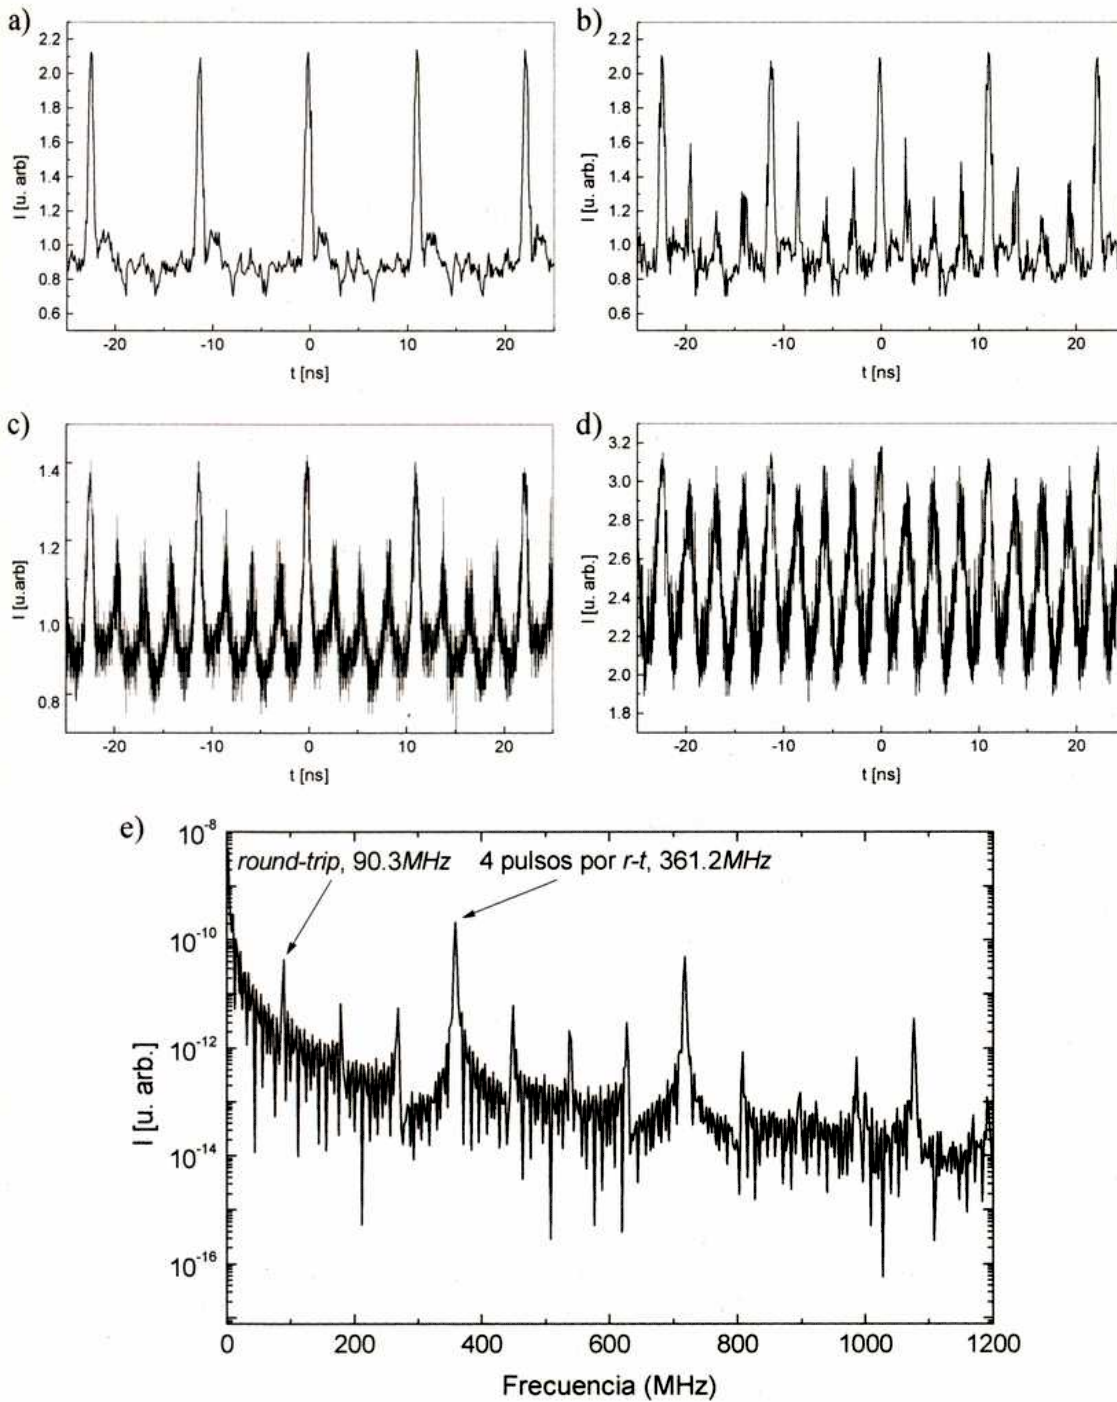 a)
2.2
2.0
1.8
1.6
1.4
1.2
1.0
0.8
0.6
I [u. arb]
-20 -10 0 10 20
t [ns]
b)
2.2
2.0
1.8
1.6
1.4
1.2
1.0
0.8
0.6
I [u. arb.]
-20 -10 0 10 20
t [ns]
c)
1.4
1.2
1.0
0.8
I [u.arb]
-20 -10 0 10 20
t [ns]
d)
3.2
3.0
2.8
2.6
2.4
2.2
2.0
1.8
I [u. arb.]
-20 -10 0 10 20
t [ns]
e)
10^-8
10^-10
10^-12
10^-14
10^-16
I [u. arb.]
round-trip, 90.3MHz 4 pulsos por r-t, 361.2MHz
0 200 400 600 800 1000 1200
Frecuencia (MHz)